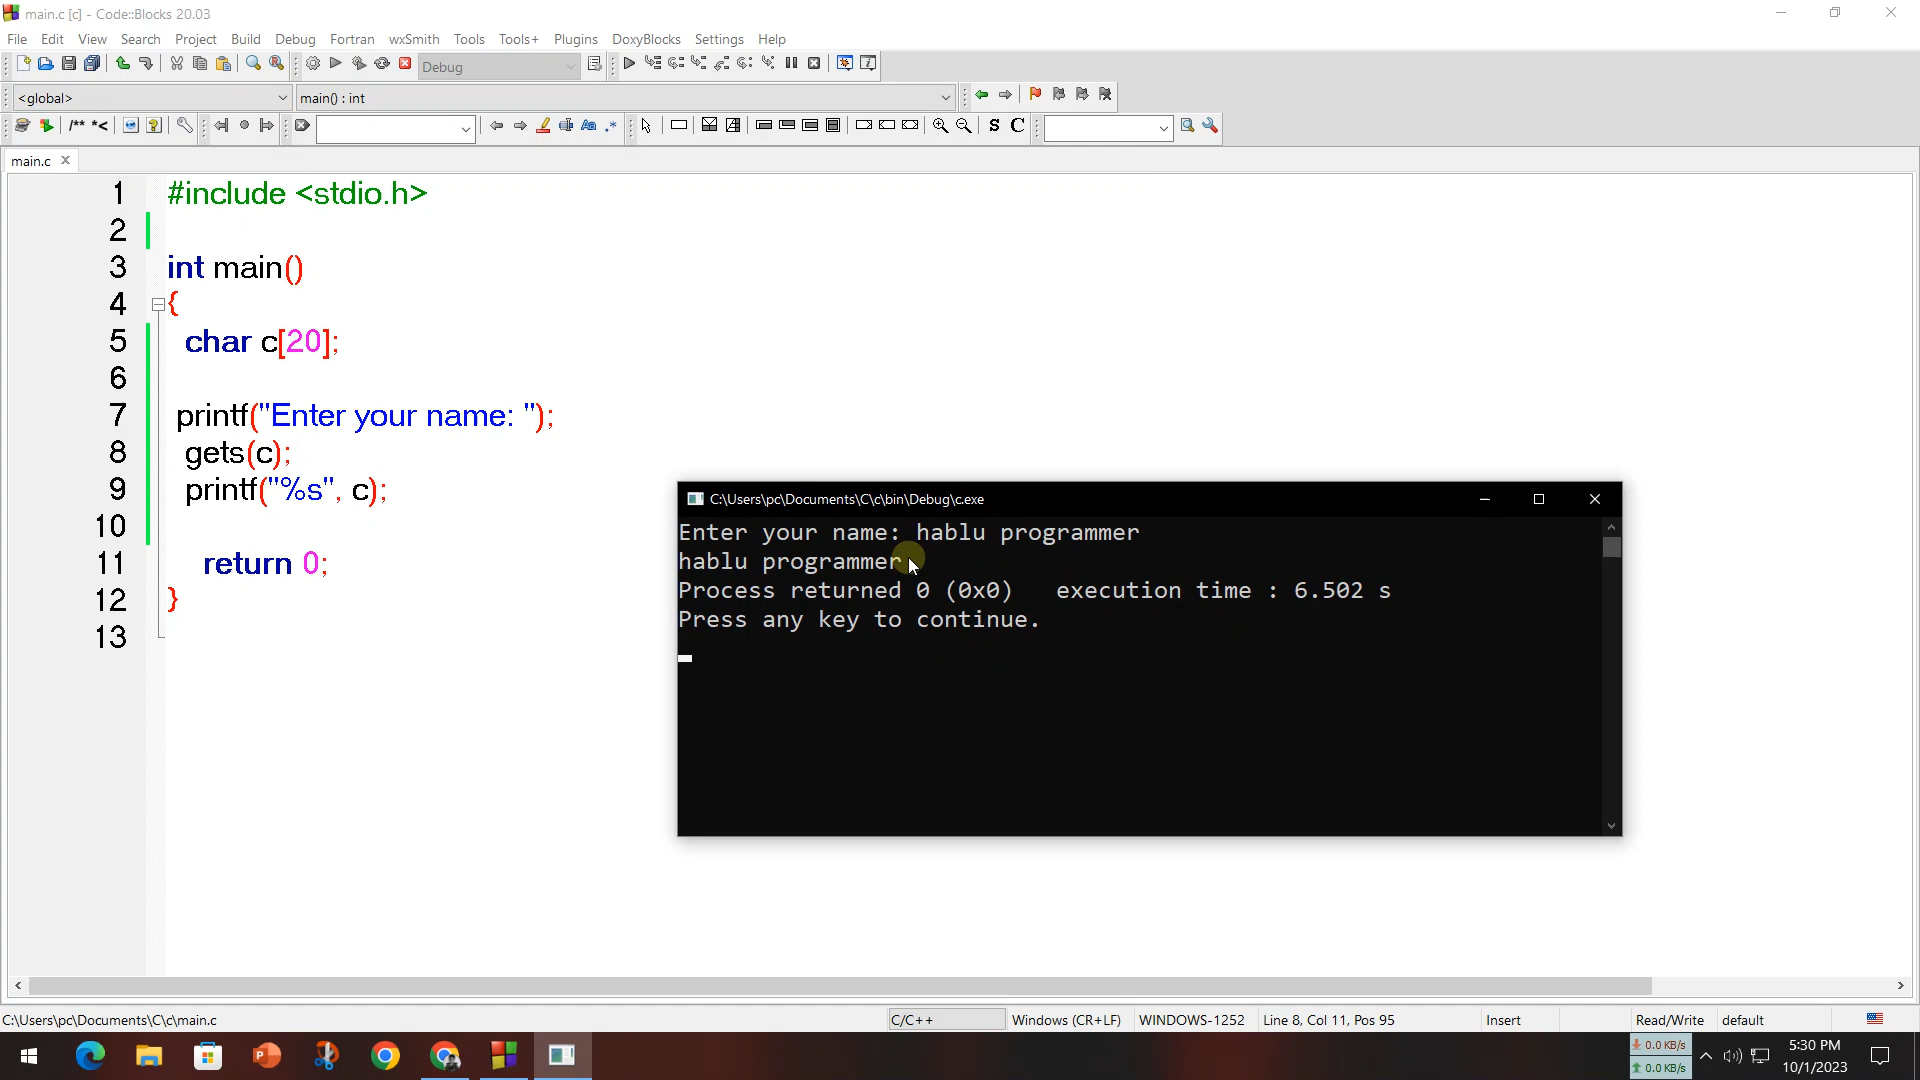 main.c [c] - Code::Blocks 20.03
File Edit View Search Project Build Debug Fortran wxSmith Tools Tools+ Plugins DoxyBlocks Settings Help
Debug
<global> main() : int
/** *< Aa .* S C
main.c
1 #include <stdio.h>
2
3 int main()
4 {
5 char c[20];
6
7 printf("Enter your name: ");
8 gets(c);
9 printf("%s", c);
10
11 return 0;
12 }
13
C:\Users\pc\Documents\C\c\bin\Debug\c.exe
Enter your name: hablu programmer
hablu programmer
Process returned 0 (0x0) execution time : 6.502 s
Press any key to continue.
C:\Users\pc\Documents\C\c\main.c C/C++ Windows (CR+LF) WINDOWS-1252 Line 8, Col 11, Pos 95 Insert Read/Write default
0.0 KB/s 5:30 PM
0.0 KB/s 10/1/2023